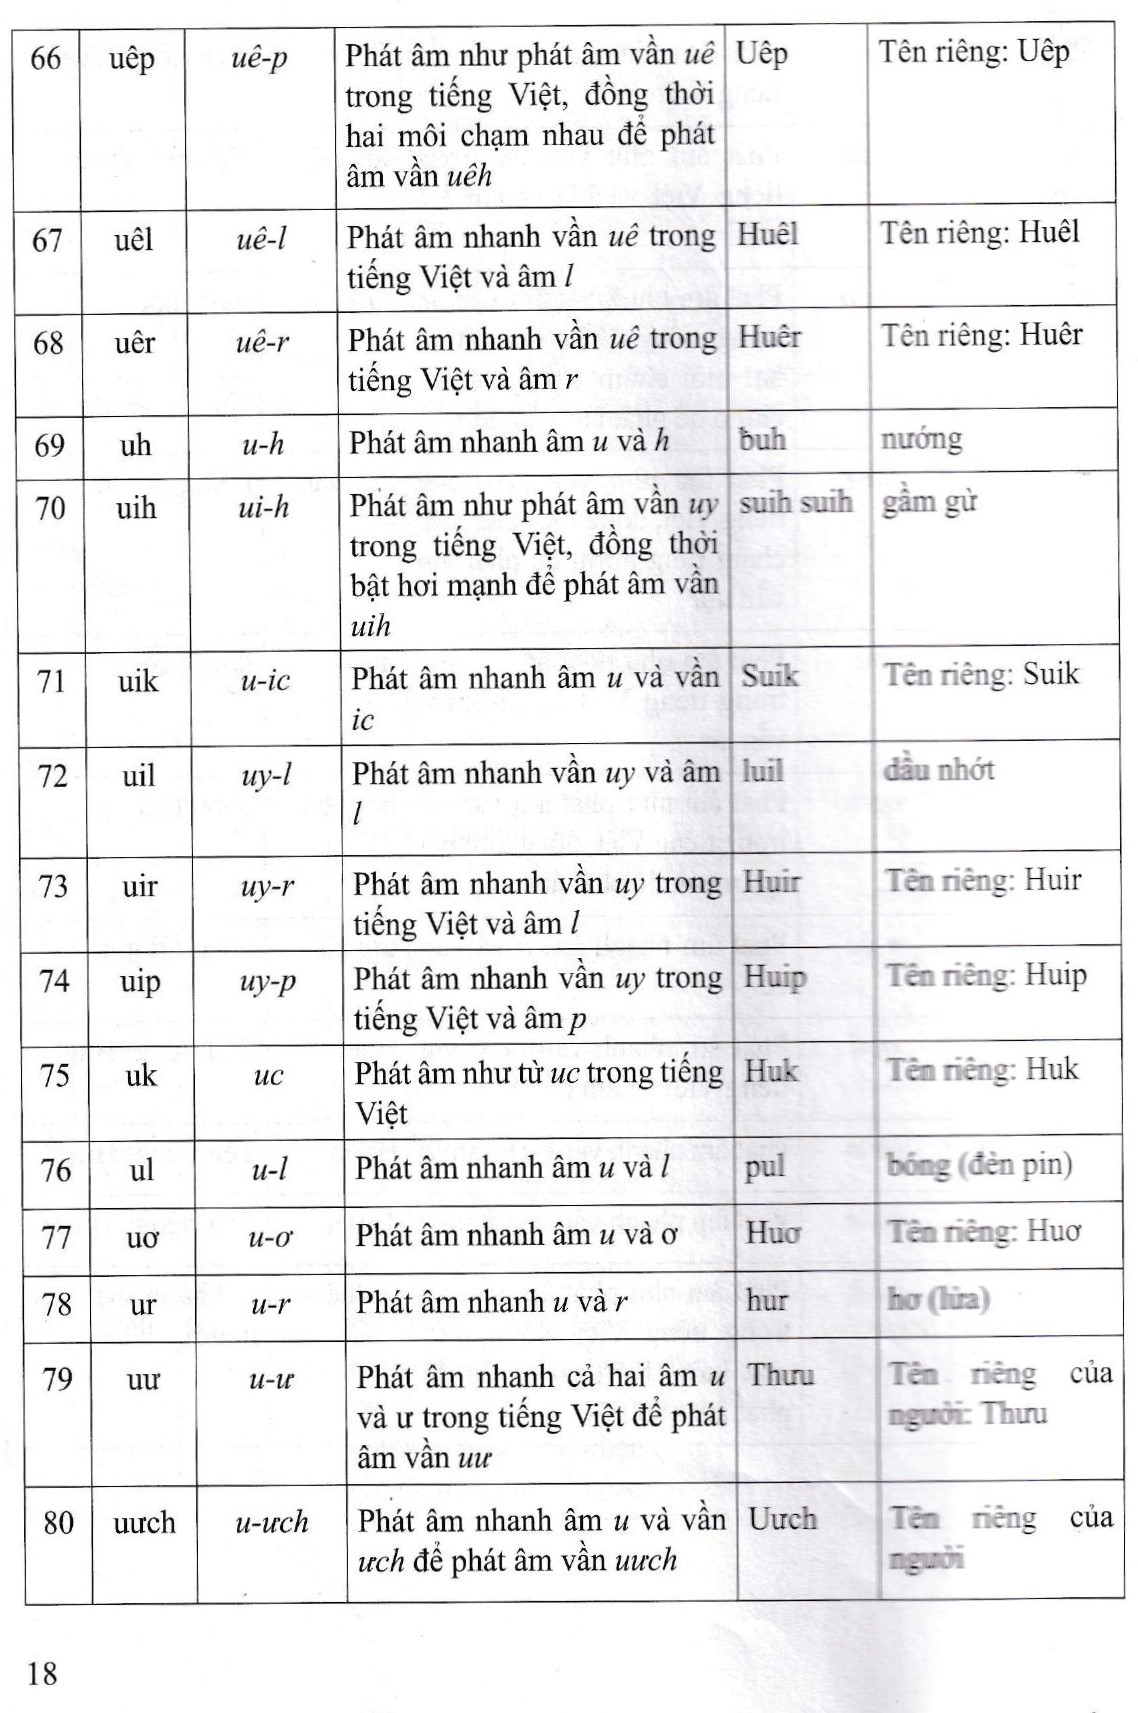 66 uêp uê-p Phát âm như phát âm vần uê Uêp Tên riêng: Uêp
trong tiếng Việt, đồng thời
hai môi chạm nhau để phát
âm vần uêh
67 uêl uê-l Phát âm nhanh vần uê trong Huêl Tên riêng: Huêl
tiếng Việt và âm l
68 uêr uê-r Phát âm nhanh vần uê trong Huêr Tên riêng: Huêr
tiếng Việt và âm r
69 uh u-h Phát âm nhanh âm u và h buh nướng
70 uih ui-h Phát âm như phát âm vần uy suih suih gầm gừ
trong tiếng Việt, đồng thời
bật hơi mạnh để phát âm vần
uih
71 uik u-ic Phát âm nhanh âm u và vần Suik Tên riêng: Suik
ic
72 uil uy-l Phát âm nhanh vần uy và âm luil dầu nhớt
l
73 uir uy-r Phát âm nhanh vần uy trong Huir Tên riêng: Huir
tiếng Việt và âm l
74 uip uy-p Phát âm nhanh vần uy trong Huip Tên riêng: Huip
tiếng Việt và âm p
75 uk uc Phát âm như từ uc trong tiếng Huk Tên riêng: Huk
Việt
76 ul u-l Phát âm nhanh âm u và l pul bóng (đèn pin)
77 uơ u-ơ Phát âm nhanh âm u và ơ Huơ Tên riêng: Huơ
78 ur u-r Phát âm nhanh u và r hur hơ (lửa)
79 uư u-ư Phát âm nhanh cả hai âm u Thưu Tên riêng của
và ư trong tiếng Việt để phát người: Thưu
âm vần uư
80 uưch u-ưch Phát âm nhanh âm u và vần Uưch Tên riêng của
ưch để phát âm vần uưch người
18